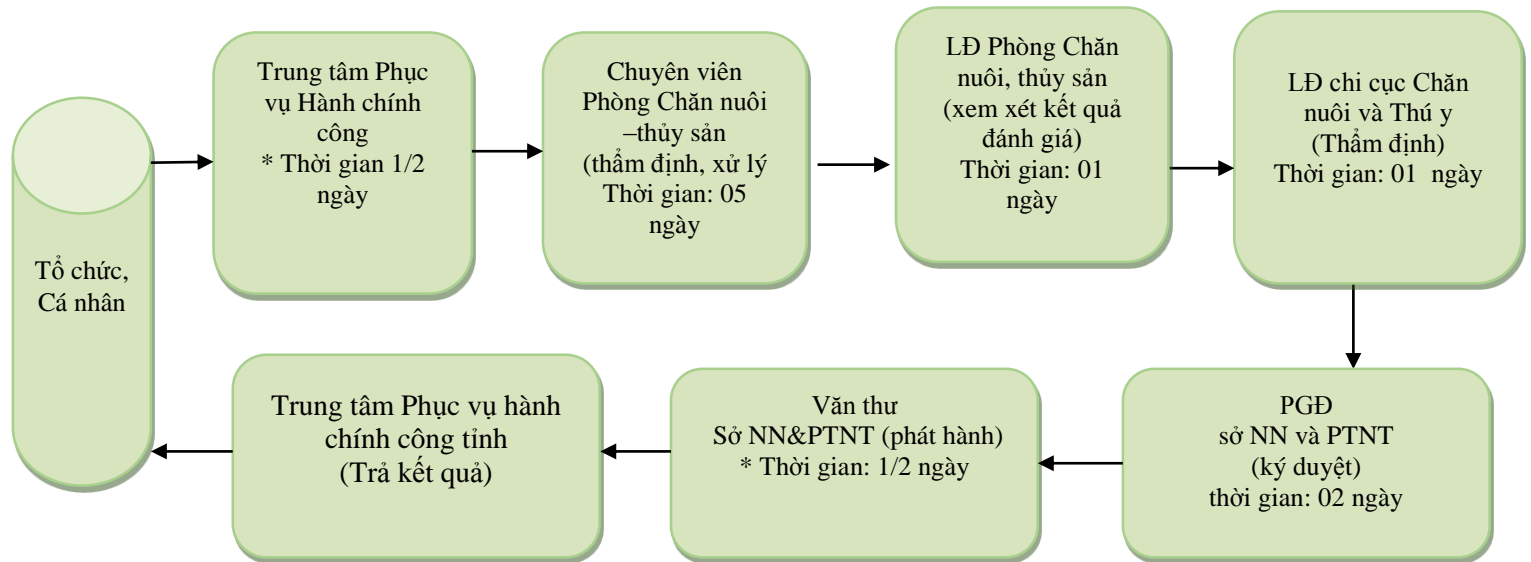 Tổ chức,
Cá nhân
Trung tâm Phục
vụ Hành chính
công
* Thời gian 1/2
ngày
Chuyên viên
Phòng Chăn nuôi
–thủy sản
(thẩm định, xử lý
Thời gian: 05
ngày
LĐ Phòng Chăn
nuôi, thủy sản
(xem xét kết quả
đánh giá)
Thời gian: 01
ngày
LĐ chi cục Chăn
nuôi và Thú y
(Thẩm định)
Thời gian: 01 ngày
PGĐ
sở NN và PTNT
(ký duyệt)
thời gian: 02 ngày
Văn thư
Sở NN&PTNT (phát hành)
* Thời gian: 1/2 ngày
Trung tâm Phục vụ hành
chính công tỉnh
(Trả kết quả)